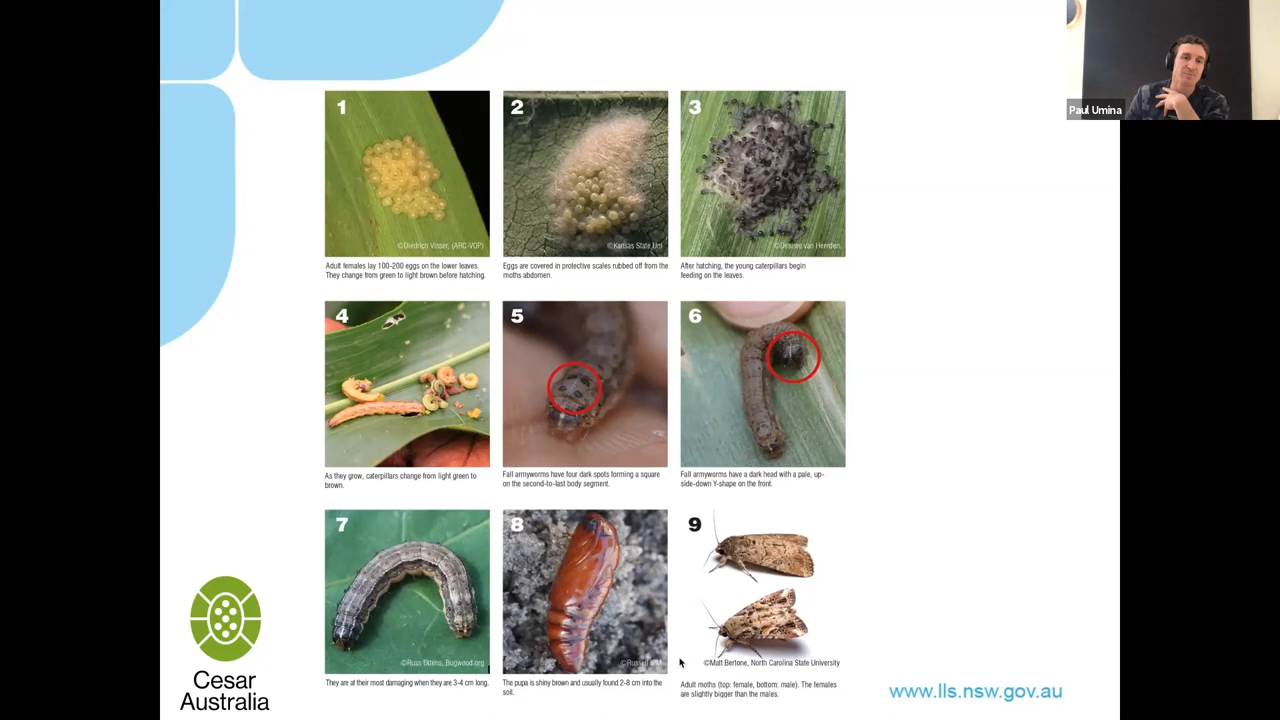 Paul Umina
1
2
3
©Diedrich Visser, (ARC-VOP)
©Kansas State Uni
©Desiree van Heerden
Adult females lay 100-200 eggs on the lower leaves.
They change from green to light brown before hatching.
Eggs are covered in protective scales rubbed off from the
moths abdomen.
After hatching, the young caterpillars begin
feeding on the leaves.
4
5
6
As they grow, caterpillars change from light green to
brown.
Fall armyworms have four dark spots forming a square
on the second-to-last body segment.
Fall armyworms have a dark head with a pale, up-
side-down Y-shape on the front.
7
8
9
©Russ Ottens, Bugwood.org
©Matt Bertone, North Carolina State University
They are at their most damaging when they are 3-4 cm long.
The pupa is shiny brown and usually found 2-8 cm into the
soil.
Adult moths (top: female, bottom: male). The females
are slightly bigger than the males.
Cesar
Australia
www.lls.nsw.gov.au